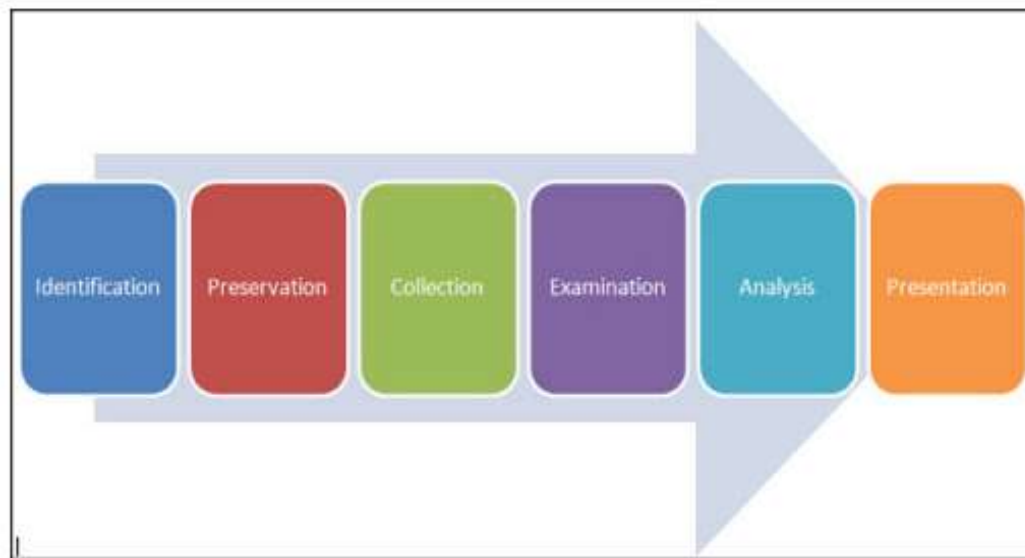 Identification
Preservation
Collection
Examination
Analysis
Presentation